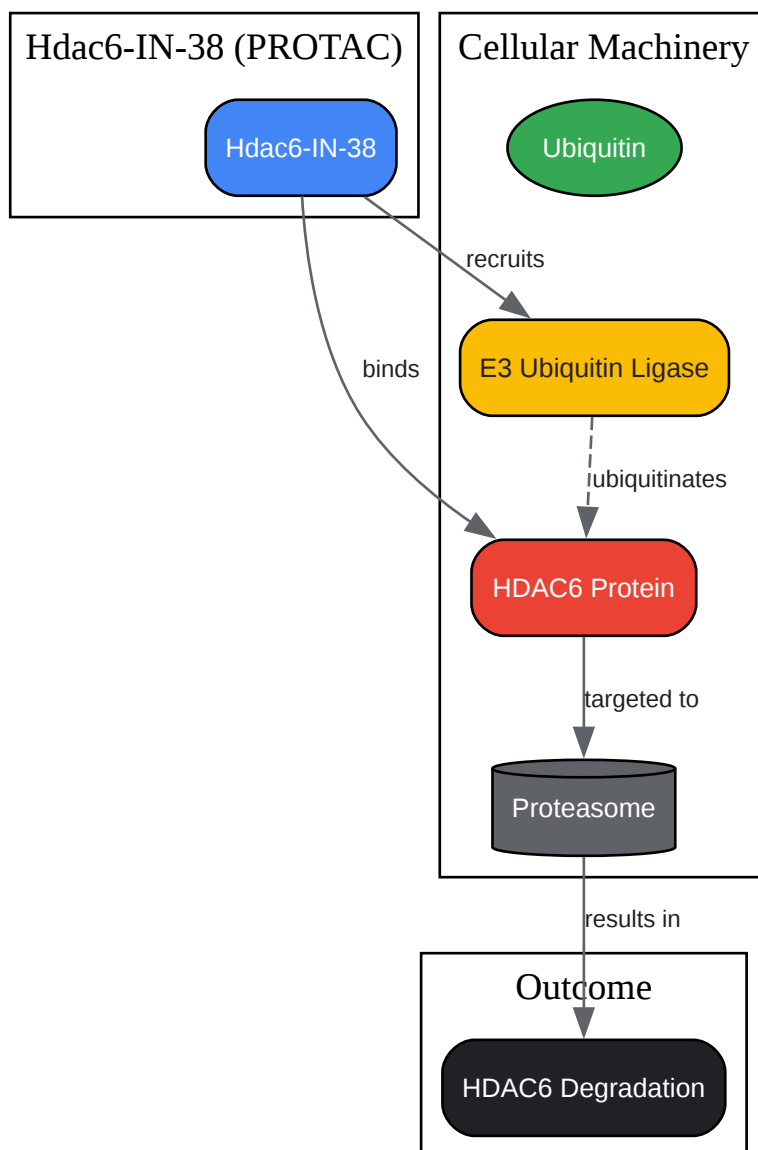 Hdac6-IN-38 (PROTAC)
Cellular Machinery
Hdac6-IN-38
Ubiquitin
recruits
E3 Ubiquitin Ligase
binds
ubiquitinates
HDAC6 Protein
targeted to
Proteasome
results in
Outcome
HDAC6 Degradation